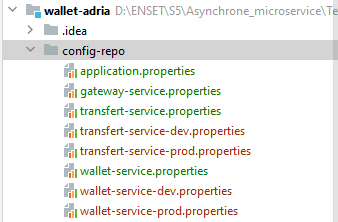 wallet-adria D:\ENSET\S5\Asynchrone_microservice\Te
.idea
config-repo
application.properties
gateway-service.properties
transfert-service.properties
transfert-service-dev.properties
transfert-service-prod.properties
wallet-service.properties
wallet-service-dev.properties
wallet-service-prod.properties